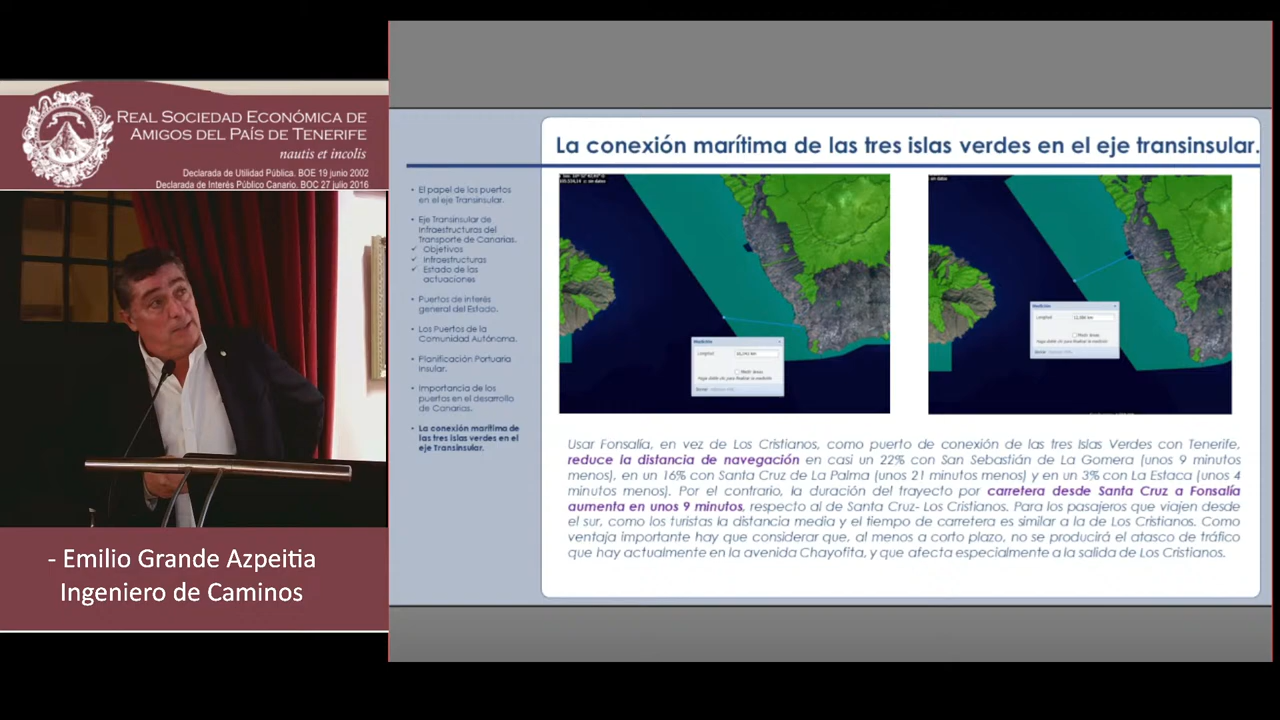 REAL SOCIEDAD ECONÓMICA DE
AMIGOS DEL PAÍS DE TENERIFE
nautis et incolis
Declarada de Utilidad Pública. BOE 19 junio 2002
Declarada de Interés Público Canario. BOC 27 julio 2016
- Emilio Grande Azpeitia
Ingeniero de Caminos
La conexión marítima de las tres islas verdes en el eje transinsular.
• El papel de los puertos
en el eje Transinsular.
• Eje Transinsular de
Infraestructuras del
Transporte de Canarias.
✓ Objetivos
✓ Infraestructuras
✓ Estado de las
actuaciones
• Puertos de interés
general del Estado.
• Los Puertos de la
Comunidad Autónoma.
• Planificación Portuaria
Insular.
• Importancia de los
puertos en el desarrollo
de Canarias.
• La conexión marítima de
las tres islas verdes en el
eje Transinsular.
Medición
Longitud
Medición
Longitud
Usar Fonsalía, en vez de Los Cristianos, como puerto de conexión de las tres Islas Verdes con Tenerife,
reduce la distancia de navegación en casi un 22% con San Sebastián de La Gomera (unos 9 minutos
menos), en un 16% con Santa Cruz de La Palma (unos 21 minutos menos) y en un 3% con La Estaca (unos 4
minutos menos). Por el contrario, la duración del trayecto por carretera desde Santa Cruz a Fonsalía
aumenta en unos 9 minutos, respecto al de Santa Cruz- Los Cristianos. Para los pasajeros que viajen desde
el sur, como los turistas la distancia media y el tiempo de carretera es similar a la de Los Cristianos. Como
ventaja importante hay que considerar que, al menos a corto plazo, no se producirá el atasco de tráfico
que hay actualmente en la avenida Chayofita, y que afecta especialmente a la salida de Los Cristianos.